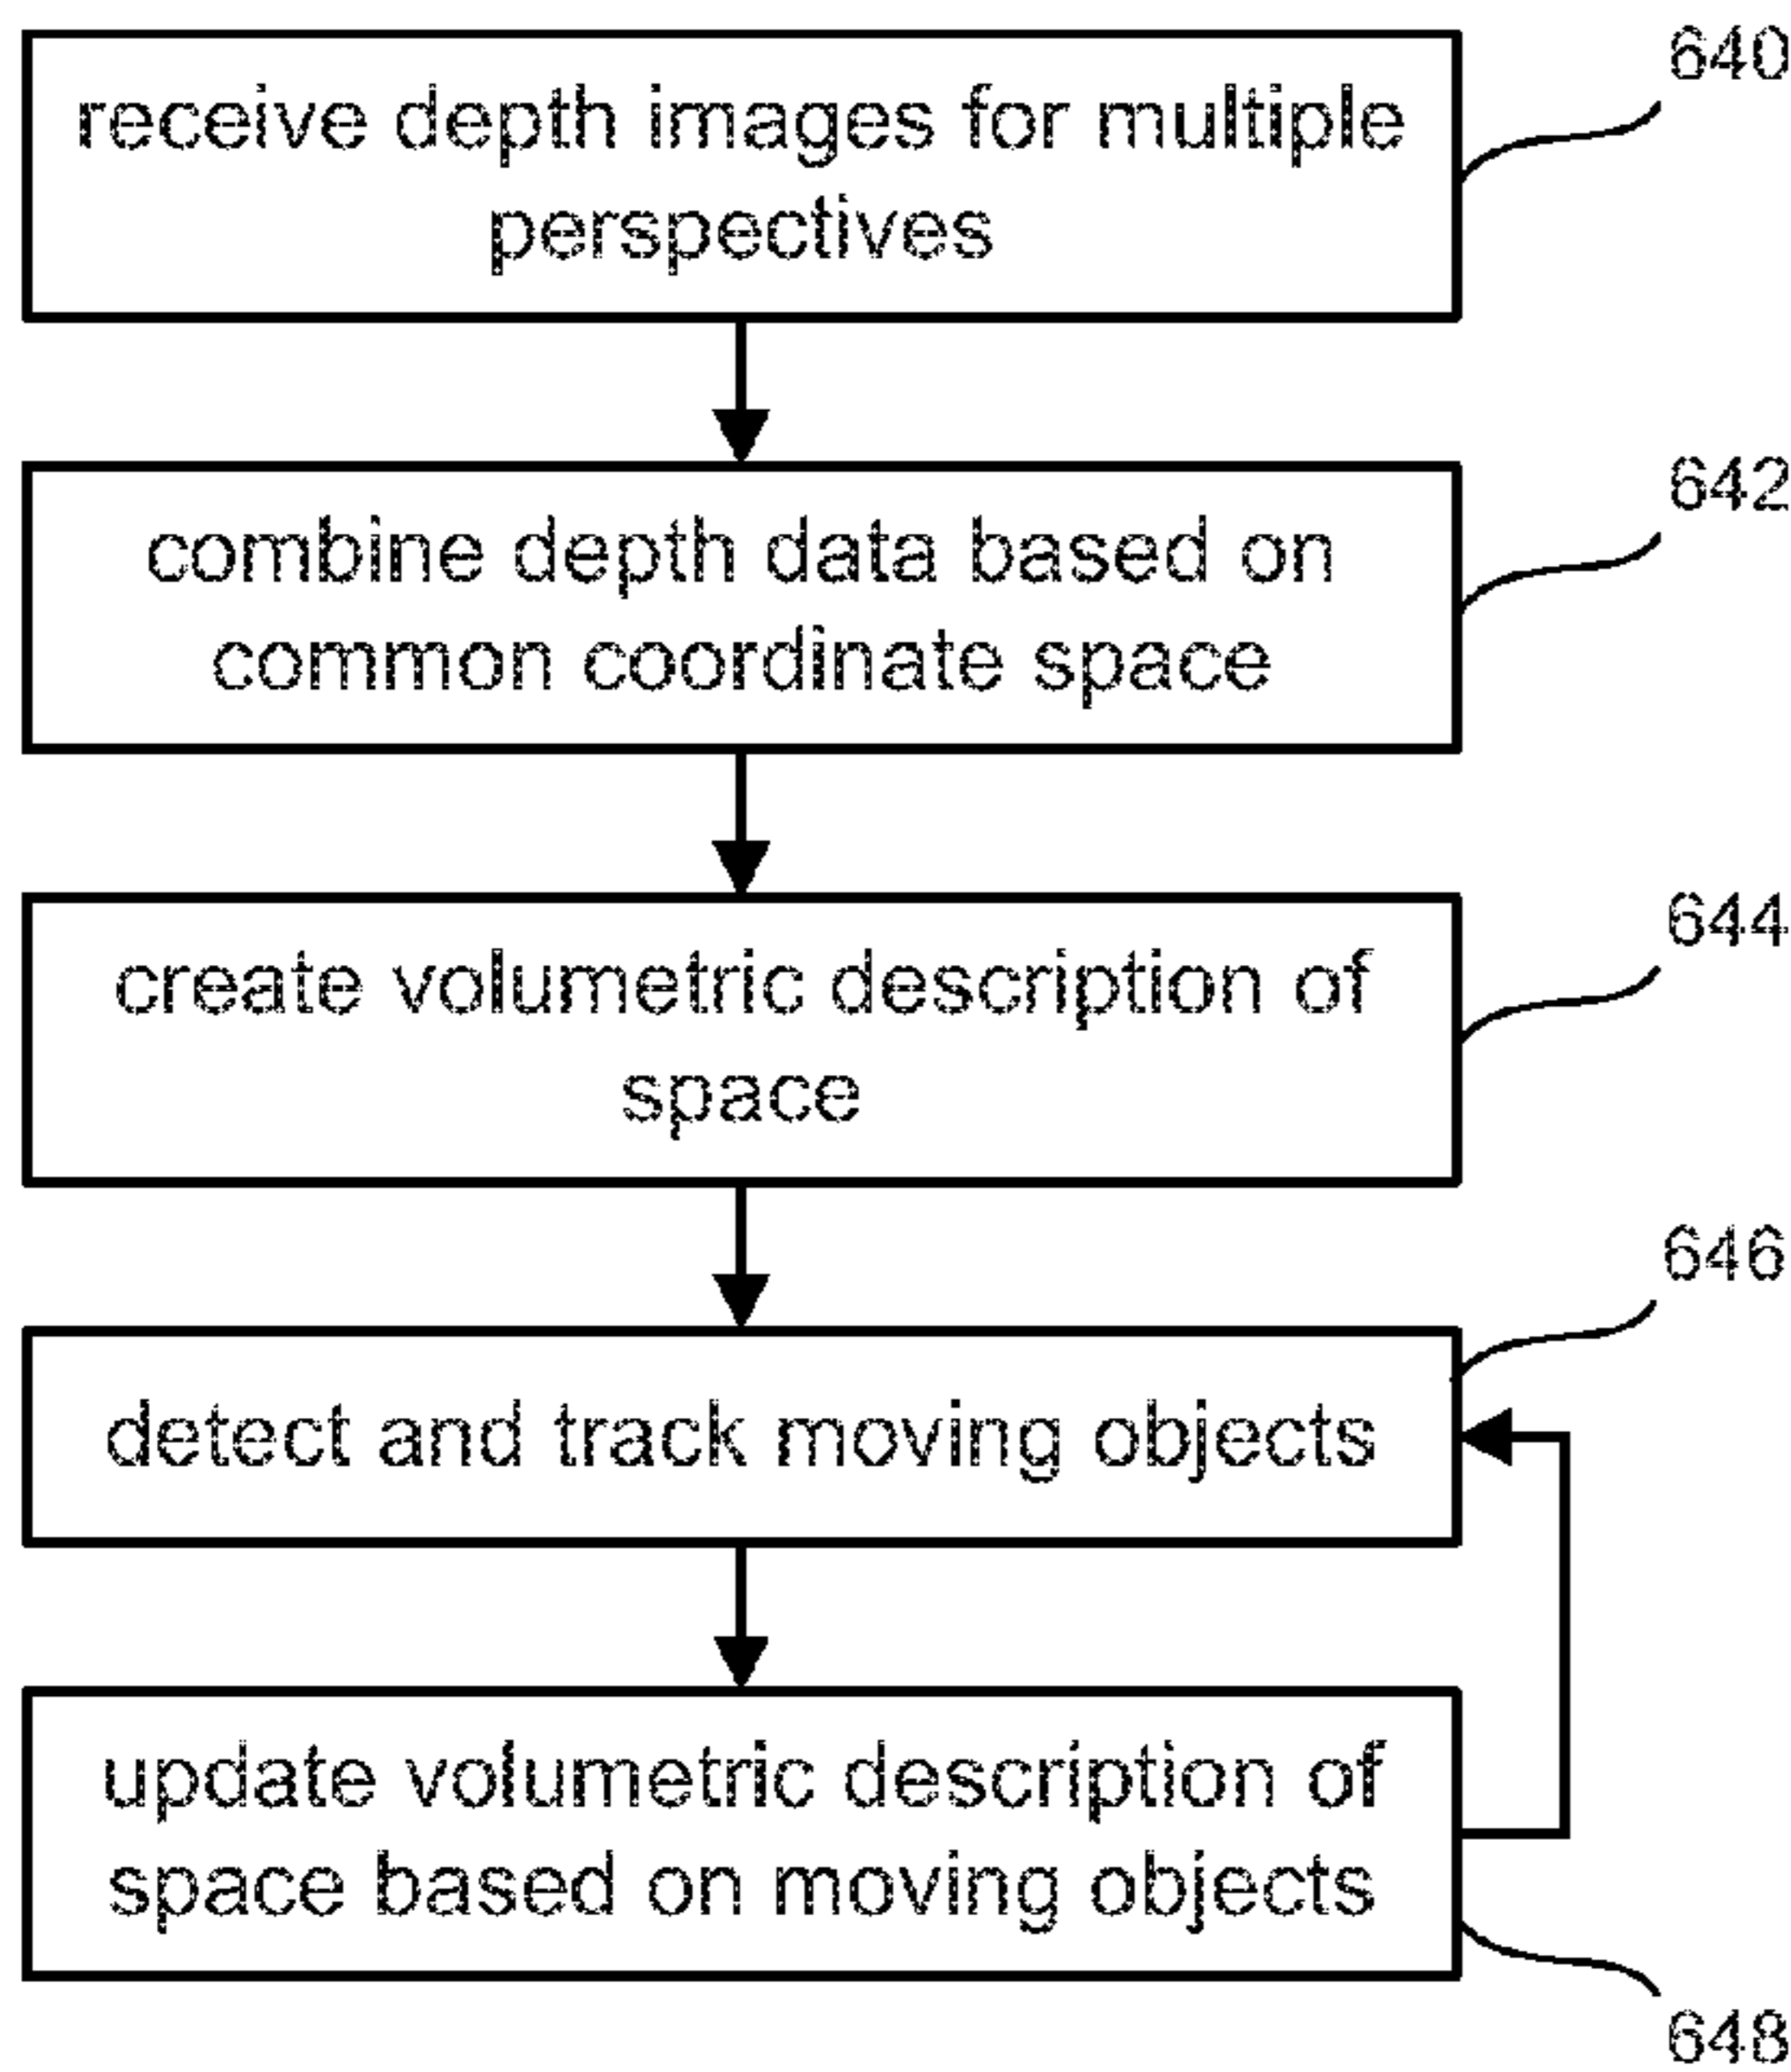 receive depth images for multiple
perspectives
640
combine depth data based on
common coordinate space
642
create volumetric description of
space
644
detect and track moving objects
646
update volumetric description of
space based on moving objects
648